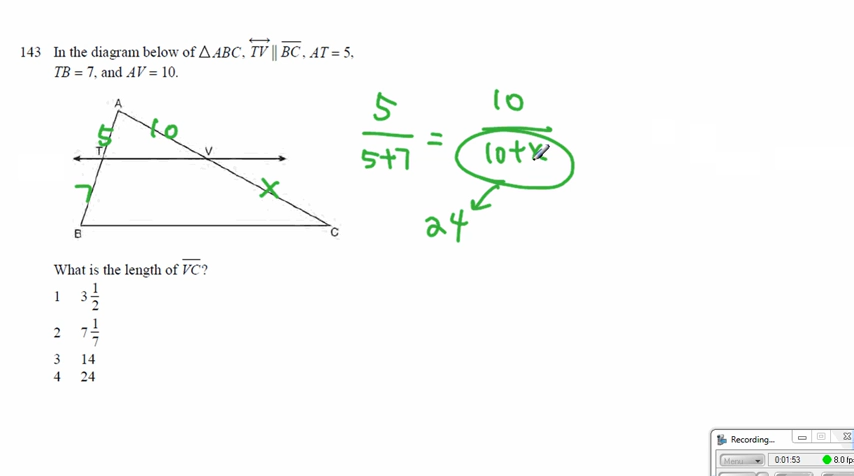 143 In the diagram below of △ABC, TV || BC, AT = 5,
TB = 7, and AV = 10.
A
5 10
T V
7 x
B C
5/(5+7) = 10/(10+x)
24
What is the length of VC?
1 3 1/2
2 7 1/7
3 14
4 24
Recording...
Menu 0:01:53 8.0 fp